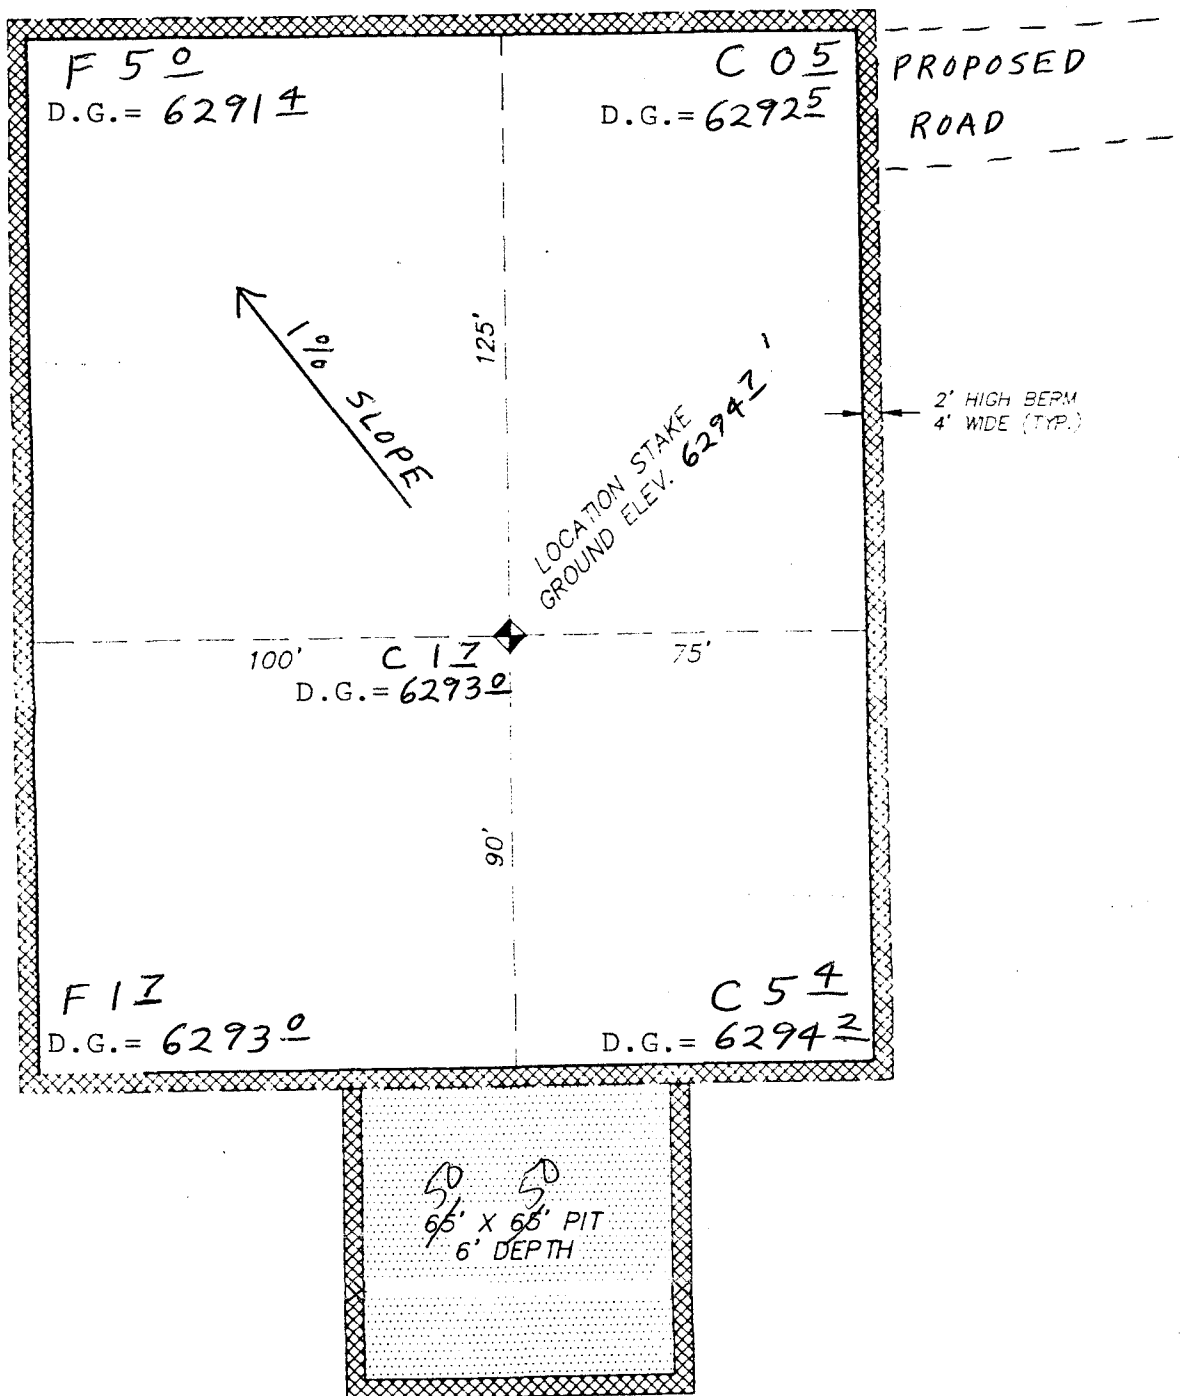 F 5 0
D.G.= 6291 4
C 0 5
D.G.= 6292 5
PROPOSED
ROAD
1% SLOPE
125'
2' HIGH BERM
4' WIDE (TYP.)
LOCATION STAKE
GROUND ELEV. 6294 7'
100'
C 1 7
75'
D.G.= 6293 0
90'
F 1 7
D.G.= 6293 0
C 5 4
D.G.= 6294 2
50 50
65' X 65' PIT
6' DEPTH